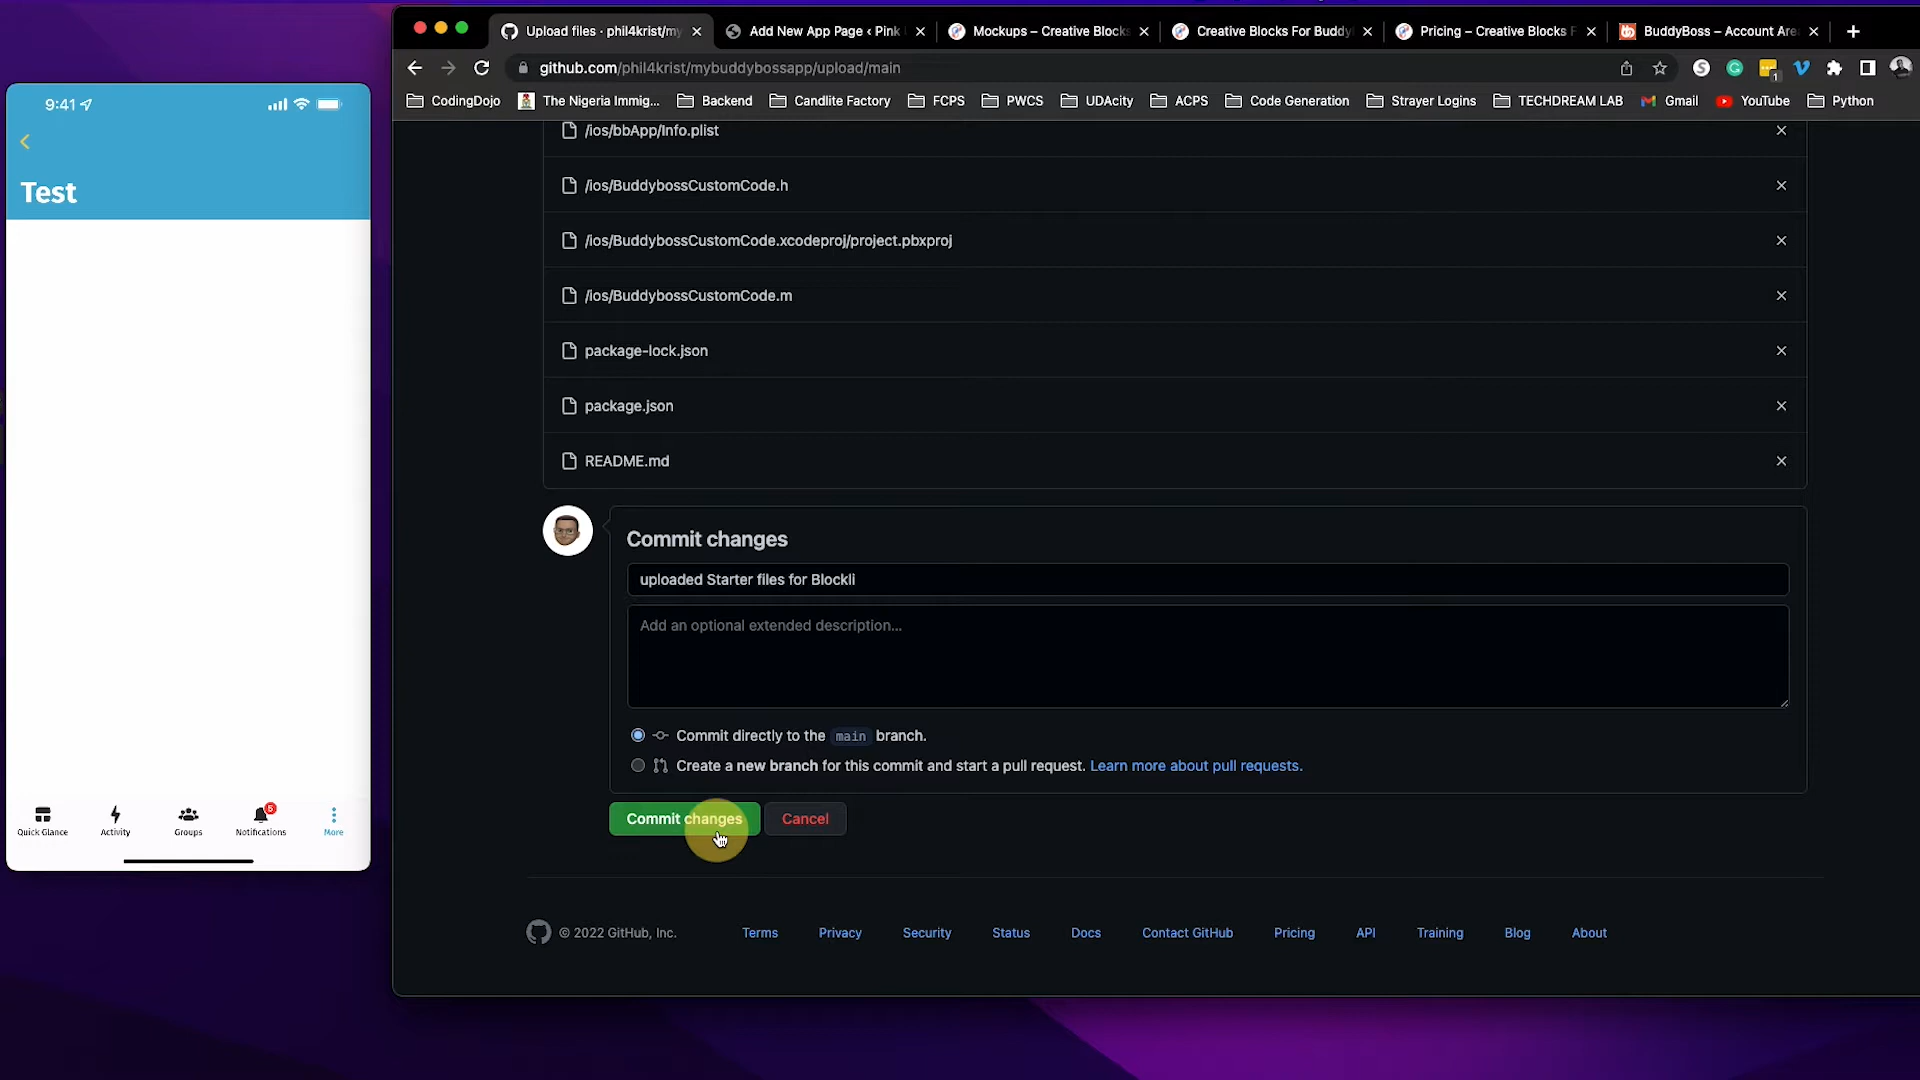 9:41
Test
Quick Glance
Activity
Groups
5
Notifications
More
Upload files · phil4krist/my
Add New App Page ‹ Pink
Mockups – Creative Blocks
Creative Blocks For Buddy
Pricing – Creative Blocks F
BuddyBoss – Account Are
github.com/phil4krist/mybuddybossapp/upload/main
1
CodingDojo
The Nigeria Immig...
Backend
Candlite Factory
FCPS
PWCS
UDAcity
ACPS
Code Generation
Strayer Logins
TECHDREAM LAB
Gmail
YouTube
Python
/ios/bbApp/Info.plist
/ios/BuddybossCustomCode.h
/ios/BuddybossCustomCode.xcodeproj/project.pbxproj
/ios/BuddybossCustomCode.m
package-lock.json
package.json
README.md
Commit changes
uploaded Starter files for Blockli
Add an optional extended description...
Commit directly to the main branch.
Create a new branch for this commit and start a pull request. Learn more about pull requests.
Commit changes
Cancel
© 2022 GitHub, Inc.
Terms
Privacy
Security
Status
Docs
Contact GitHub
Pricing
API
Training
Blog
About